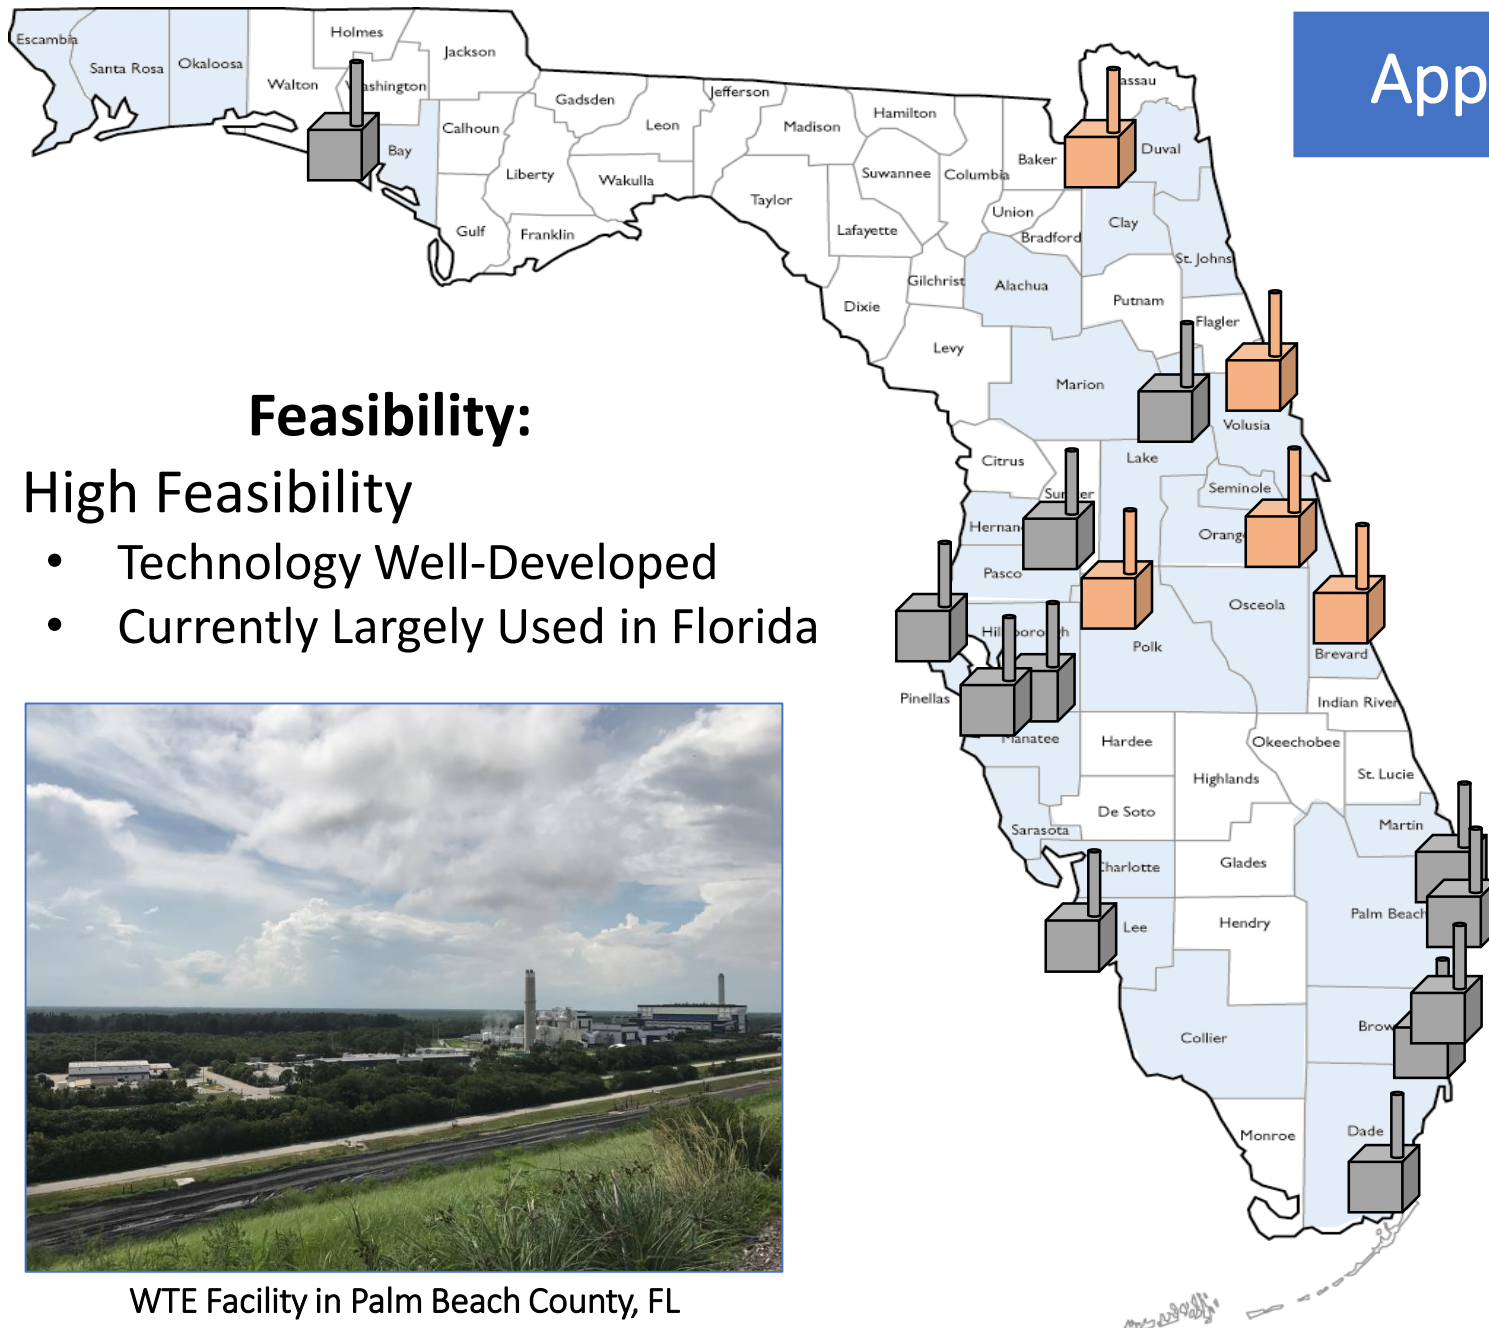 App
Escambia
Santa Rosa
Okaloosa
Walton
Holmes
Jackson
Bay
Calhoun
Gulf
Gadsden
Liberty
Franklin
Leon
Wakulla
Jefferson
Madison
Taylor
Hamilton
Suwannee
Lafayette
Dixie
Columbia
Gilchrist
Levy
Baker
Union
Bradford
Alachua
Duval
Clay
St. Johns
Putnam
Flagler
Marion
Volusia
Citrus
Lake
Seminole
Pasco
Osceola
Polk
Brevard
Pinellas
Indian River
Hardee
Okeechobee
Highlands
St. Lucie
De Soto
Sarasota
Martin
Glades
Lee
Hendry
Palm Beach
Collier
Monroe
Dade
Feasibility:
High Feasibility
• Technology Well-Developed
• Currently Largely Used in Florida
WTE Facility in Palm Beach County, FL